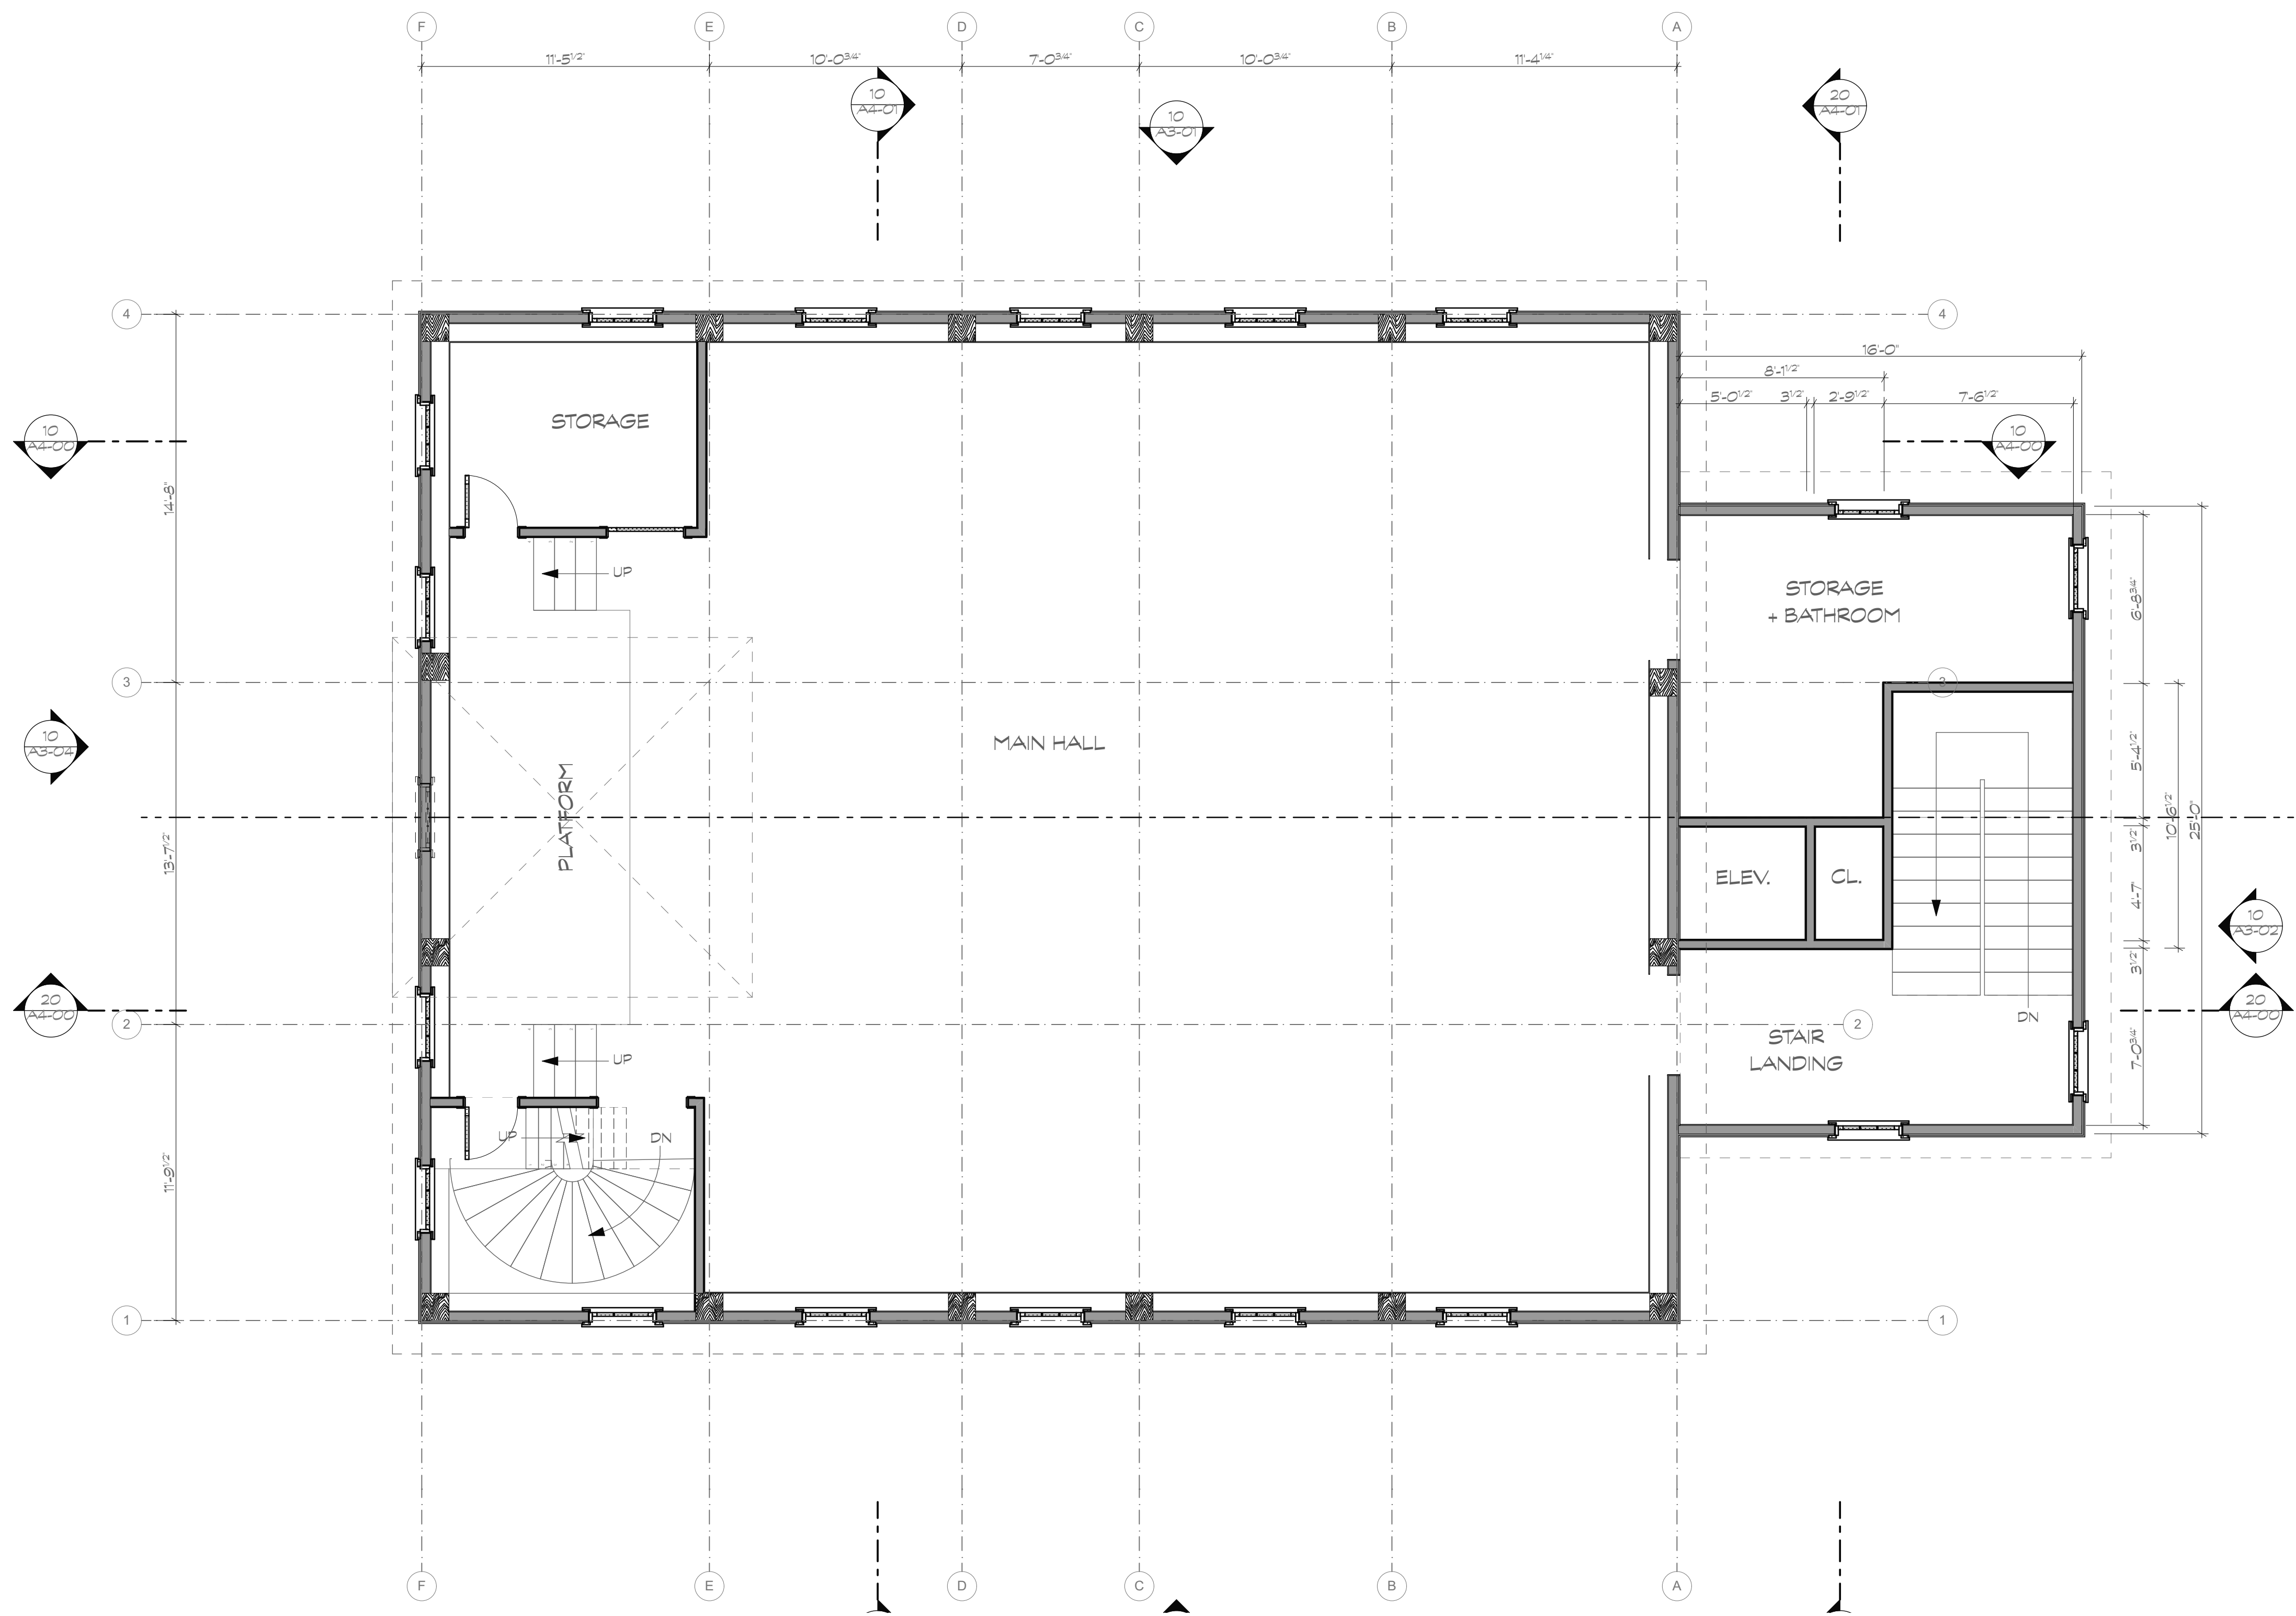 F E D C B A
11'-5 1/2" 10'-0 3/4" 7'-0 3/4" 10'-0 3/4" 11'-4 1/4"
10
A4-01
10
A3-01
20
A4-01
4 4
16'-0"
8'-1 1/2"
5'-0 1/2" 3 1/2" 2'-9 1/2" 7'-6 1/2"
10
A4-00
STORAGE
10
A4-00
14'-8"
UP
STORAGE
+ BATHROOM
6'-8 3/4"
3 3
10
A3-04
MAIN HALL
5'-4 1/2"
PLATFORM
10'-6 1/2"
25'-0"
13'-7 1/2"
3 1/2"
ELEV.
CL.
4'-7"
10
A3-02
3 1/2"
20
A4-00
20
A4-00
DN
2 2
STAIR
LANDING
UP
7'-0 3/4"
UP
DN
11'-9 1/2"
1 1
F E D C B A